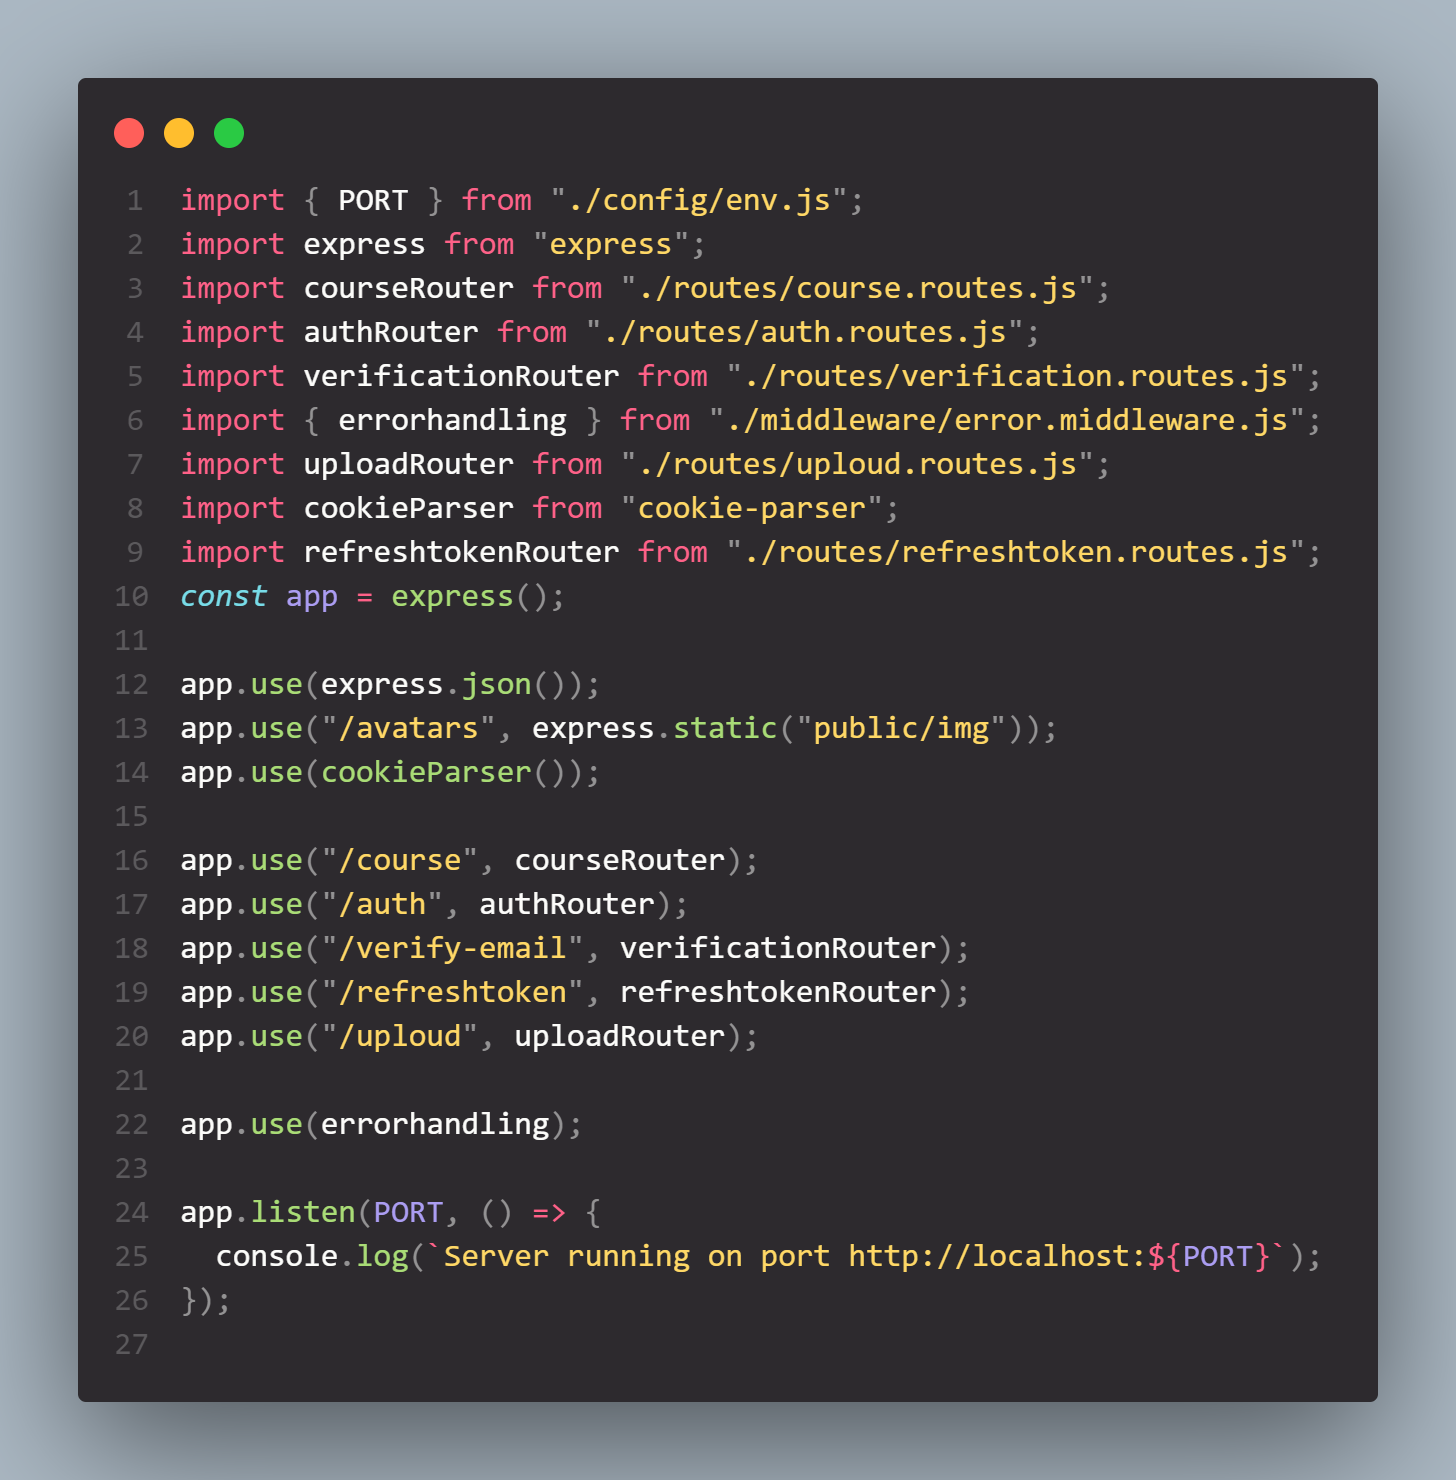 1 import { PORT } from "./config/env.js";
2 import express from "express";
3 import courseRouter from "./routes/course.routes.js";
4 import authRouter from "./routes/auth.routes.js";
5 import verificationRouter from "./routes/verification.routes.js";
6 import { errorhandling } from "./middleware/error.middleware.js";
7 import uploadRouter from "./routes/uploud.routes.js";
8 import cookieParser from "cookie-parser";
9 import refreshtokenRouter from "./routes/refreshtoken.routes.js";
10 const app = express();
11
12 app.use(express.json());
13 app.use("/avatars", express.static("public/img"));
14 app.use(cookieParser());
15
16 app.use("/course", courseRouter);
17 app.use("/auth", authRouter);
18 app.use("/verify-email", verificationRouter);
19 app.use("/refreshtoken", refreshtokenRouter);
20 app.use("/uploud", uploadRouter);
21
22 app.use(errorhandling);
23
24 app.listen(PORT, () => {
25   console.log(`Server running on port http://localhost:${PORT}`);
26 });
27